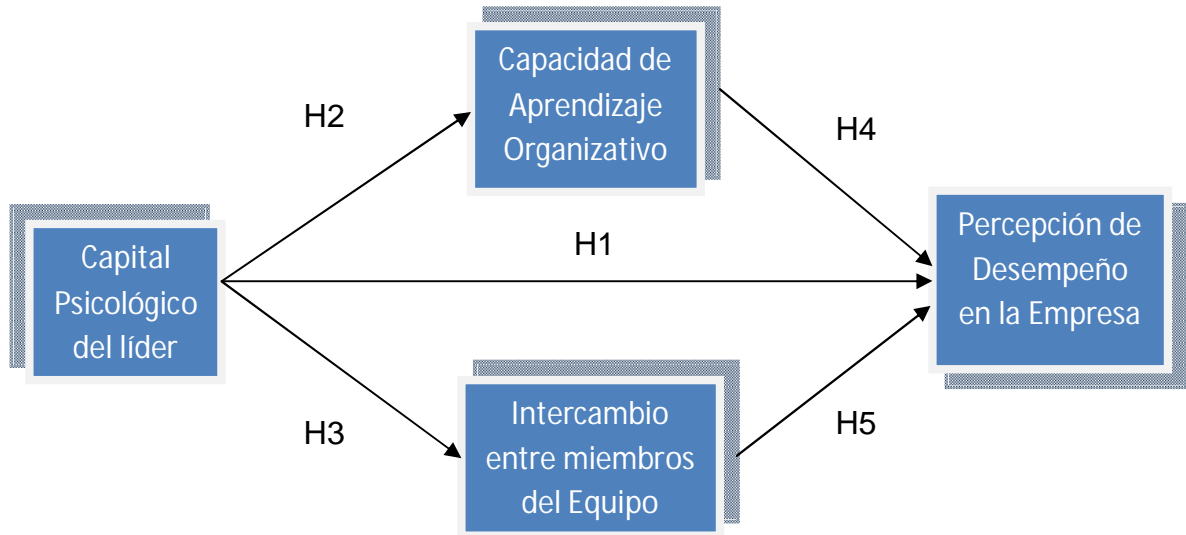 Capacidad de
Aprendizaje
Organizativo
H2
H4
Capital
Psicológico
del líder
H1
Percepción de
Desempeño
en la Empresa
H3
H5
Intercambio
entre miembros
del Equipo